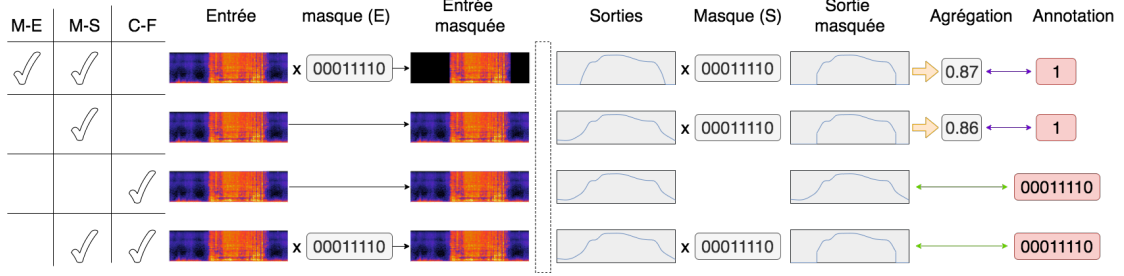 M-E M-S C-F Entrée masque (E) Entrée masquée Sorties Masque (S) Sortie masquée Agrégation Annotation
x 00011110 x 00011110 0.87 1
x 00011110 0.86 1
00011110
x 00011110 x 00011110 00011110